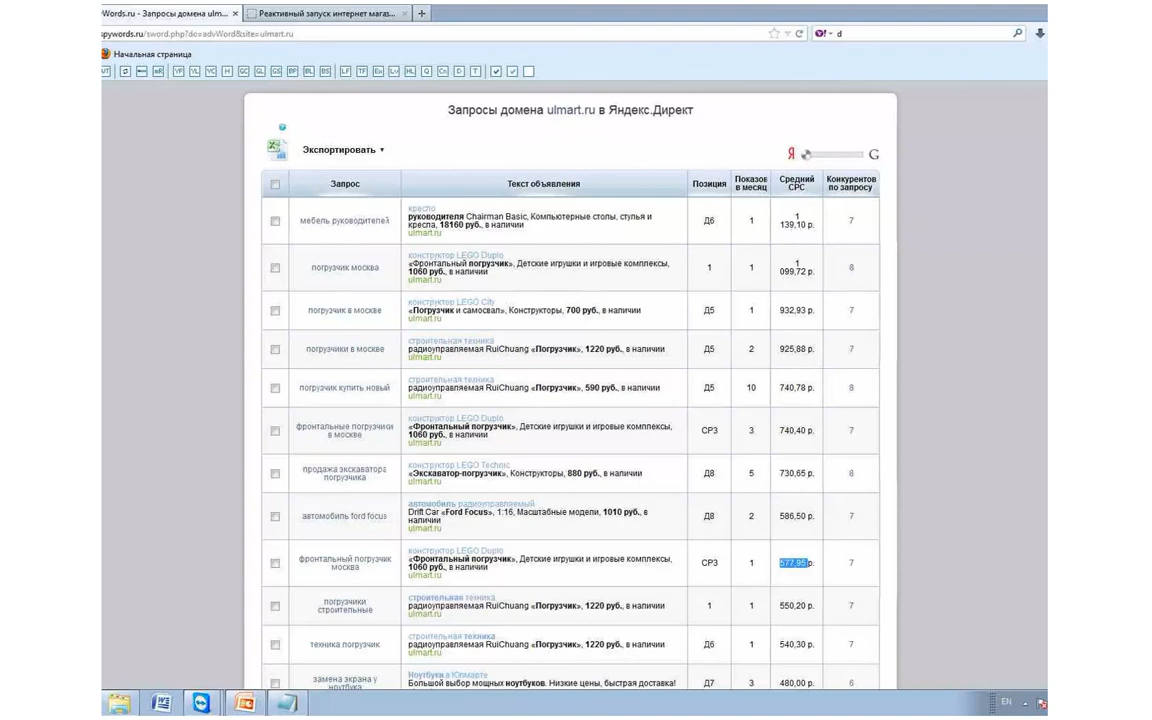 yWords.ru - Запросы домена ulm...
Реактивный запуск интернет магаз...
spywords.ru/sword.php?do=advWord&site=ulmart.ru
d
Начальная страница
Запросы домена ulmart.ru в Яндекс.Директ
Экспортировать
Я G
Запрос Текст объявления Позиция Показов в месяц Средний CPC Конкурентов по запросу
мебель руководителей
кресло
руководителя Chairman Basic, Компьютерные столы, стулья и
кресла, 18160 руб., в наличии
ulmart.ru
Д6 1 1 139,10 р. 7
погрузчик москва
конструктор LEGO Duplo
«Фронтальный погрузчик», Детские игрушки и игровые комплексы,
1060 руб., в наличии
ulmart.ru
1 1 1 099,72 р. 8
погрузчик в москве
конструктор LEGO City
«Погрузчик и самосвал», Конструкторы, 700 руб., в наличии
ulmart.ru
Д5 1 932,93 р. 7
погрузчики в москве
строительная техника
радиоуправляемая RuiChuang «Погрузчик», 1220 руб., в наличии
ulmart.ru
Д5 2 925,88 р. 7
погрузчик купить новый
строительная техника
радиоуправляемая RuiChuang «Погрузчик», 590 руб., в наличии
ulmart.ru
Д5 10 740,78 р. 8
фронтальные погрузчики
в москве
конструктор LEGO Duplo
«Фронтальный погрузчик», Детские игрушки и игровые комплексы,
1060 руб., в наличии
ulmart.ru
СР3 3 740,40 р. 7
продажа экскаватора
погрузчика
конструктор LEGO Technic
«Экскаватор-погрузчик», Конструкторы, 880 руб., в наличии
ulmart.ru
Д8 5 730,65 р. 8
автомобиль ford focus
автомобиль радиоуправляемый
Drift Car «Ford Focus», 1:16, Масштабные модели, 1010 руб., в
наличии
ulmart.ru
Д8 2 586,50 р. 7
фронтальный погрузчик
москва
конструктор LEGO Duplo
«Фронтальный погрузчик», Детские игрушки и игровые комплексы,
1060 руб., в наличии
ulmart.ru
СР3 1 577,95 р. 7
погрузчики
строительные
строительная техника
радиоуправляемая RuiChuang «Погрузчик», 1220 руб., в наличии
ulmart.ru
1 1 550,20 р. 7
техника погрузчик
строительная техника
радиоуправляемая RuiChuang «Погрузчик», 1220 руб., в наличии
ulmart.ru
Д6 1 540,30 р. 7
замена экрана у
ноутбука
Ноутбуки в Юлмарте
Большой выбор мощных ноутбуков. Низкие цены, быстрая доставка!
Д7 3 480,00 р. 6
EN